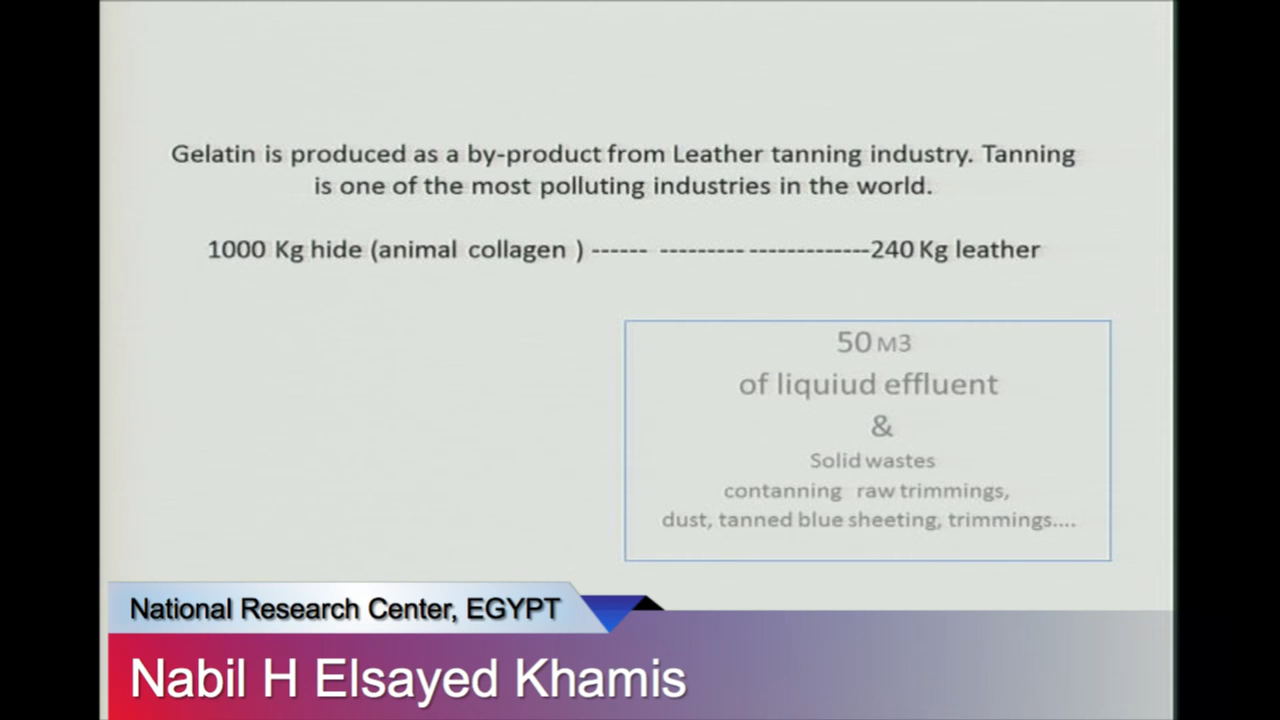 Gelatin is produced as a by-product from Leather tanning industry. Tanning
is one of the most polluting industries in the world.
1000 Kg hide (animal collagen ) ------ --------- -------------240 Kg leather
50 M3
of liquiud effluent
&
Solid wastes
contanning raw trimmings,
dust, tanned blue sheeting, trimmings....
National Research Center, EGYPT
Nabil H Elsayed Khamis